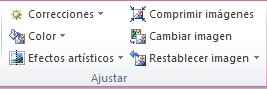 Correcciones Comprimir imágenes
Color Cambiar imagen
Efectos artísticos Restablecer imagen
Ajustar